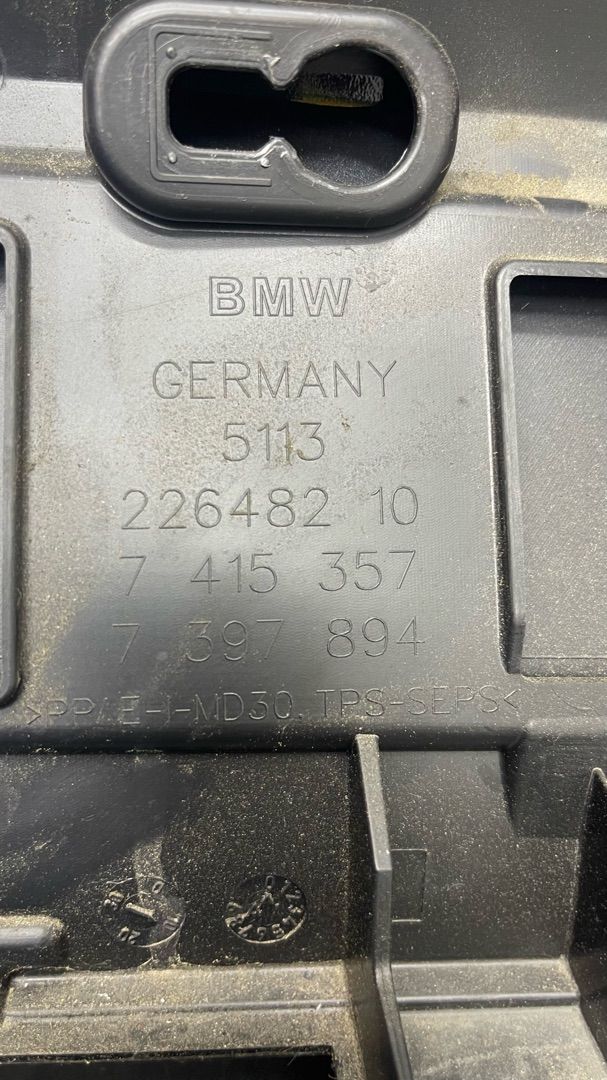 BMW
GERMANY
5113
226482 10
7 415 357
7 397 894
>PP/E-I-MD30, TPS-SEPS<